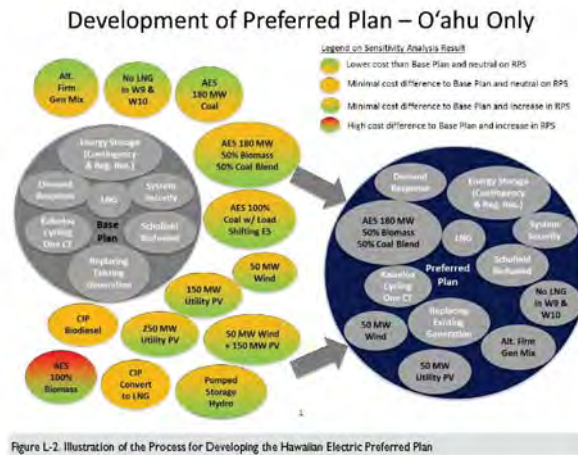 Development of Preferred Plan – O‘ahu Only
Legend on Sensitivity Analysis Result
Lower cost than Base Plan and neutral on RPS
Minimal cost difference to Base Plan and neutral on RPS
Minimal cost difference to Base Plan and increase in RPS
High cost difference to Base Plan and increase in RPS
Alt.
Firm
Gen Mix
No LNG
in W9 &
W10
AES
180 MW
Coal
Energy Storage
(Contingency
& Reg. Res.)
Demand
Response
LNG
System
Security
Kahului
Cycling
One CT
Base
Plan
Schofield
Biofueled
Replacing
Existing
Generation
AES 180 MW
50% Biomass
50% Coal Blend
AES 100%
Coal w/ Load
Shifting ES
50 MW
Wind
150 MW
Utility PV
CIP
Biodiesel
250 MW
Utility PV
50 MW Wind
+ 150 MW PV
AES
100%
Biomass
CIP
Convert
to LNG
Pumped
Storage
Hydro
Demand
Response
Energy Storage
(Contingency
& Reg. Res.)
AES 180 MW
50% Biomass
50% Coal Blend
LNG
System
Security
Preferred
Plan
Schofield
Biofueled
Cycling
One CT
No LNG
in W9 &
W10
50 MW
Wind
Replacing
Existing
Generation
Alt. Firm
Gen Mix
50 MW
Utility PV
1
Figure L-2. Illustration of the Process for Developing the Hawaiian Electric Preferred Plan